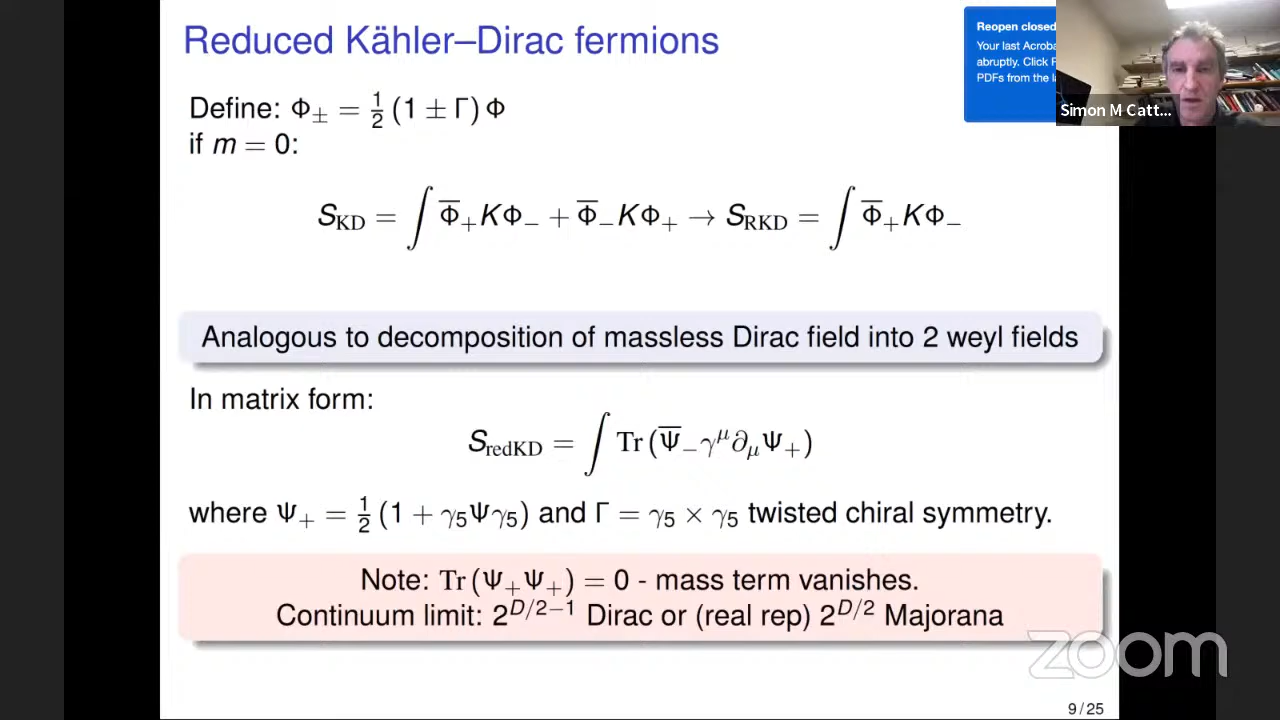 Reduced Kähler–Dirac fermions
Define: Φ± = 1/2 (1 ± Γ) Φ
if m = 0:
S_KD = ∫ Φ̅₊KΦ₋ + Φ̅₋KΦ₊ → S_RKD = ∫ Φ̅₊KΦ₋
Analogous to decomposition of massless Dirac field into 2 weyl fields
In matrix form:
S_redKD = ∫ Tr (Ψ̅₋γ^μ∂_μΨ₊)
where Ψ₊ = 1/2 (1 + γ₅Ψγ₅) and Γ = γ₅ × γ₅ twisted chiral symmetry.
Note: Tr (Ψ₊Ψ₊) = 0 - mass term vanishes.
Continuum limit: 2^{D/2−1} Dirac or (real rep) 2^{D/2} Majorana
9 / 25
Reopen closed
Your last Acroba
abruptly. Click
PDFs from the
Simon M Catt...
zoom